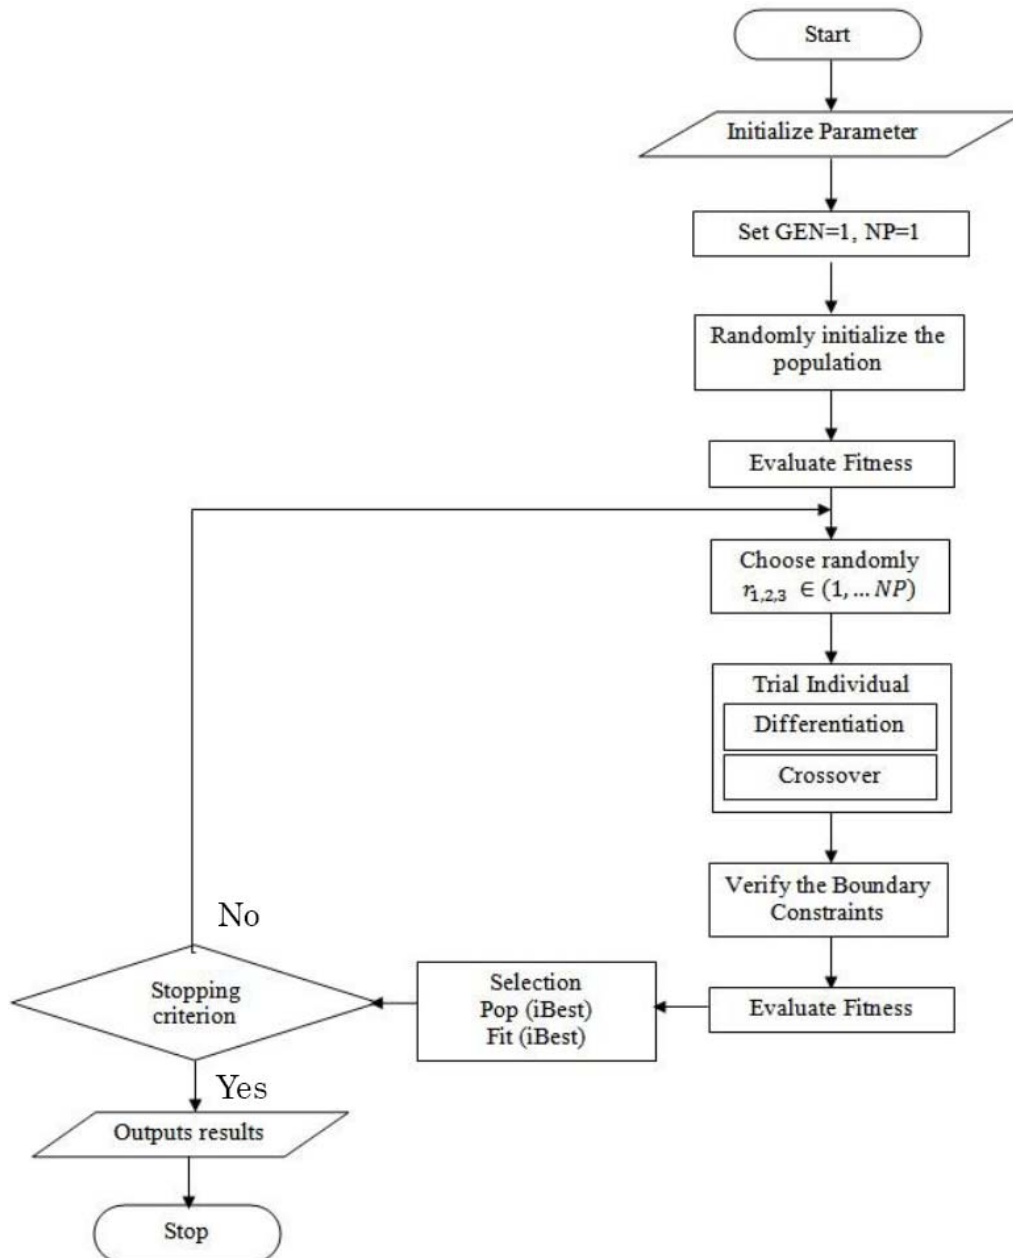 Start
Initialize Parameter
Set GEN=1, NP=1
Randomly initialize the
population
Evaluate Fitness
Choose randomly
r₁,₂,₃ ∈ (1, … NP)
Trial Individual
Differentiation
Crossover
Verify the Boundary
Constraints
Evaluate Fitness
Selection
Pop (iBest)
Fit (iBest)
No
Stopping
criterion
Yes
Outputs results
Stop